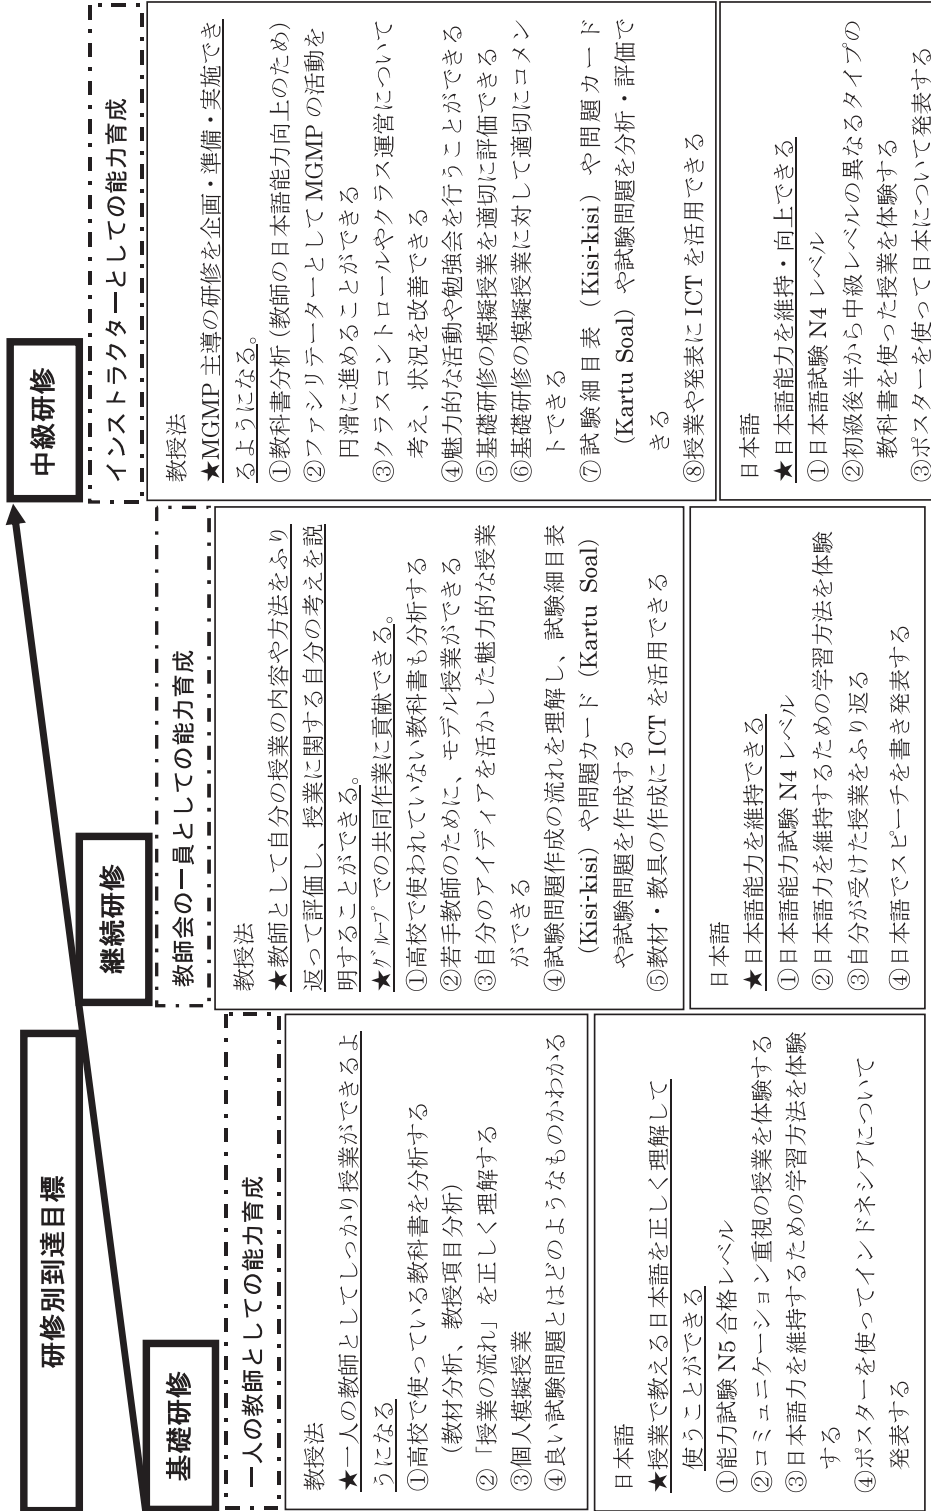 研修別到達目標
基礎研修
一人の教師としての能力育成
教授法
★一人の教師としてしっかり授業ができるよ
うになる
①高校で使っている教科書を分析する
(教材分析、教授項目分析)
②「授業の流れ」を正しく理解する
③個人模擬授業
④良い試験問題とはどのようなものかわかる
日本語
★授業で教える日本語を正しく理解して
使うことができる
①能力試験 N5 合格レベル
②コミュニケーション重視の授業を体験する
③日本語力を維持するための学習方法を体験
する
④ポスターを使ってインドネシアについて
発表する
継続研修
教師会の一員としての能力育成
教授法
★教師として自分の授業の内容や方法をふり
返って評価し、授業に関する自分の考えを説
明することができる。
★グループでの共同作業に貢献できる。
①高校で使われていない教科書も分析する
②若手教師のために、モデル授業ができる
③自分のアイディアを活かした魅力的な授業
ができる
④試験問題作成の流れを理解し、試験細目表
(Kisi-kisi)や問題カード(Kartu Soal)
や試験問題を作成する
⑤教材・教具の作成に ICT を活用できる
日本語
★日本語能力を維持できる
①日本語能力試験 N4 レベル
②日本語力を維持するための学習方法を体験
③自分が受けた授業をふり返る
④日本語でスピーチを書き発表する
中級研修
インストラクターとしての能力育成
教授法
★MGMP 主導の研修を企画・準備・実施でき
るようになる。
①教科書分析(教師の日本語能力向上のため)
②ファシリテーターとして MGMP の活動を
円滑に進めることができる
③クラスコントロールやクラス運営について
考え、状況を改善できる
④魅力的な活動や勉強会を行うことができる
⑤基礎研修の模擬授業を適切に評価できる
⑥基礎研修の模擬授業に対して適切にコメン
トできる
⑦試験細目表(Kisi-kisi)や問題カード
(Kartu Soal)や試験問題を分析・評価で
きる
⑧授業や発表に ICT を活用できる
日本語
★日本語能力を維持・向上できる
①日本語試験 N4 レベル
②初級後半から中級レベルの異なるタイプの
教科書を使った授業を体験する
③ポスターを使って日本について発表する